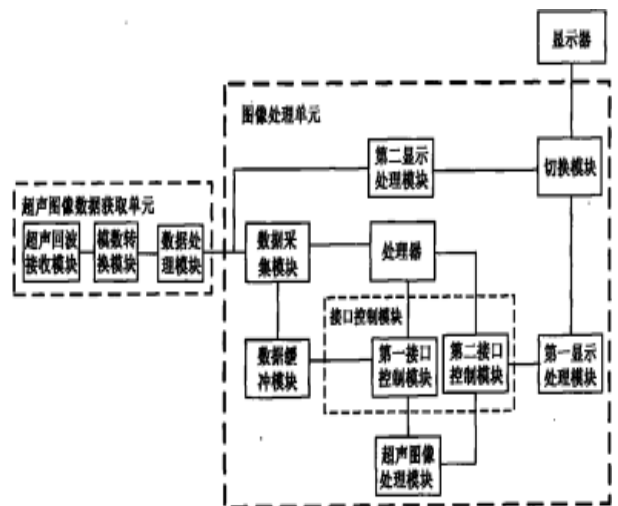 显示器
图像处理单元
第二显示
处理模块
切换模块
超声图像数据获取单元
超声回波
接收模块
模数转
换模块
数据处
理模块
数据采
集模块
处理器
接口控制模块
数据缓
冲模块
第一接口
控制模块
第二接口
控制模块
第一显示
处理模块
超声图像
处理模块